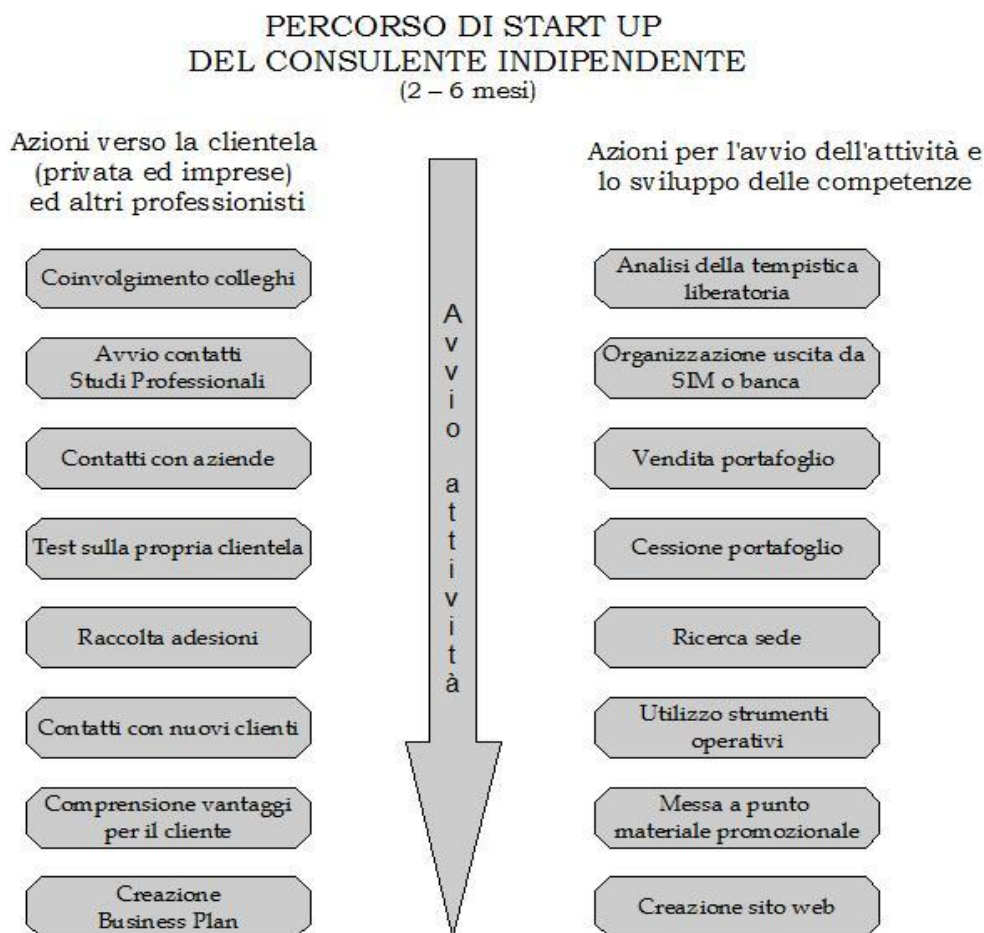 PERCORSO DI START UP
DEL CONSULENTE INDIPENDENTE
(2 – 6 mesi)
Azioni verso la clientela
(privata ed imprese)
ed altri professionisti
Coinvolgimento colleghi
Avvio contatti
Studi Professionali
Contatti con aziende
Test sulla propria clientela
Raccolta adesioni
Contatti con nuovi clienti
Comprensione vantaggi
per il cliente
Creazione
Business Plan
Avvio attività
Azioni per l'avvio dell'attività e
lo sviluppo delle competenze
Analisi della tempistica
liberatoria
Organizzazione uscita da
SIM o banca
Vendita portafoglio
Cessione portafoglio
Ricerca sede
Utilizzo strumenti
operativi
Messa a punto
materiale promozionale
Creazione sito web